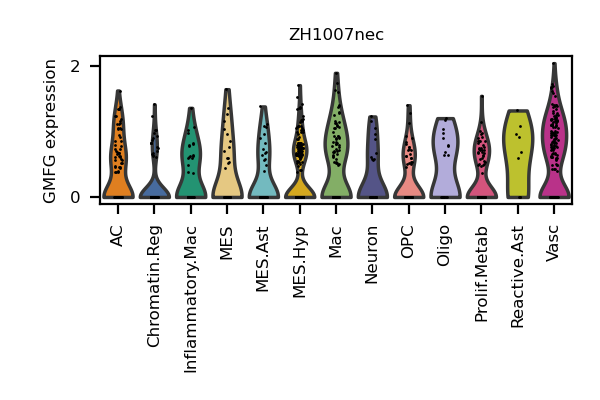 ZH1007nec
GMFG expression
2
0
AC
Chromatin.Reg
Inflammatory.Mac
MES
MES.Ast
MES.Hyp
Mac
Neuron
OPC
Oligo
Prolif.Metab
Reactive.Ast
Vasc